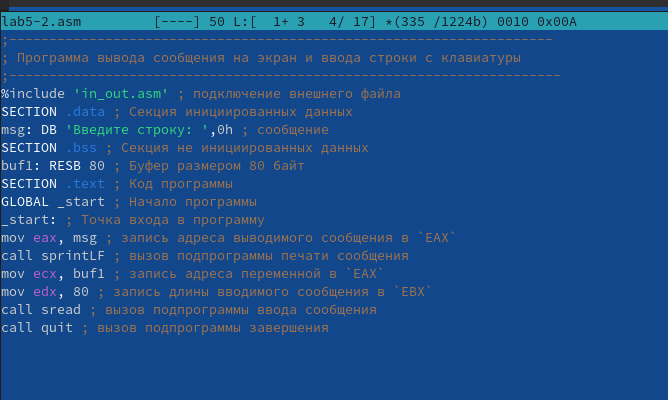 lab5-2.asm [----] 50 L:[ 1+ 3 4/ 17] *(335 /1224b) 0010 0x00A
;--------------------------------------------------------------------
; Программа вывода сообщения на экран и ввода строки с клавиатуры
;---------------------------------------------------------------------
%include 'in_out.asm' ; подключение внешнего файла
SECTION .data ; Секция инициированных данных
msg: DB 'Введите строку: ',0h ; сообщение
SECTION .bss ; Секция не инициированных данных
buf1: RESB 80 ; Буфер размером 80 байт
SECTION .text ; Код программы
GLOBAL _start ; Начало программы
_start: ; Точка входа в программу
mov eax, msg ; запись адреса выводимого сообщения в `EAX`
call sprintLF ; вызов подпрограммы печати сообщения
mov ecx, buf1 ; запись адреса переменной в `EAX`
mov edx, 80 ; запись длины вводимого сообщения в `EBX`
call sread ; вызов подпрограммы ввода сообщения
call quit ; вызов подпрограммы завершения